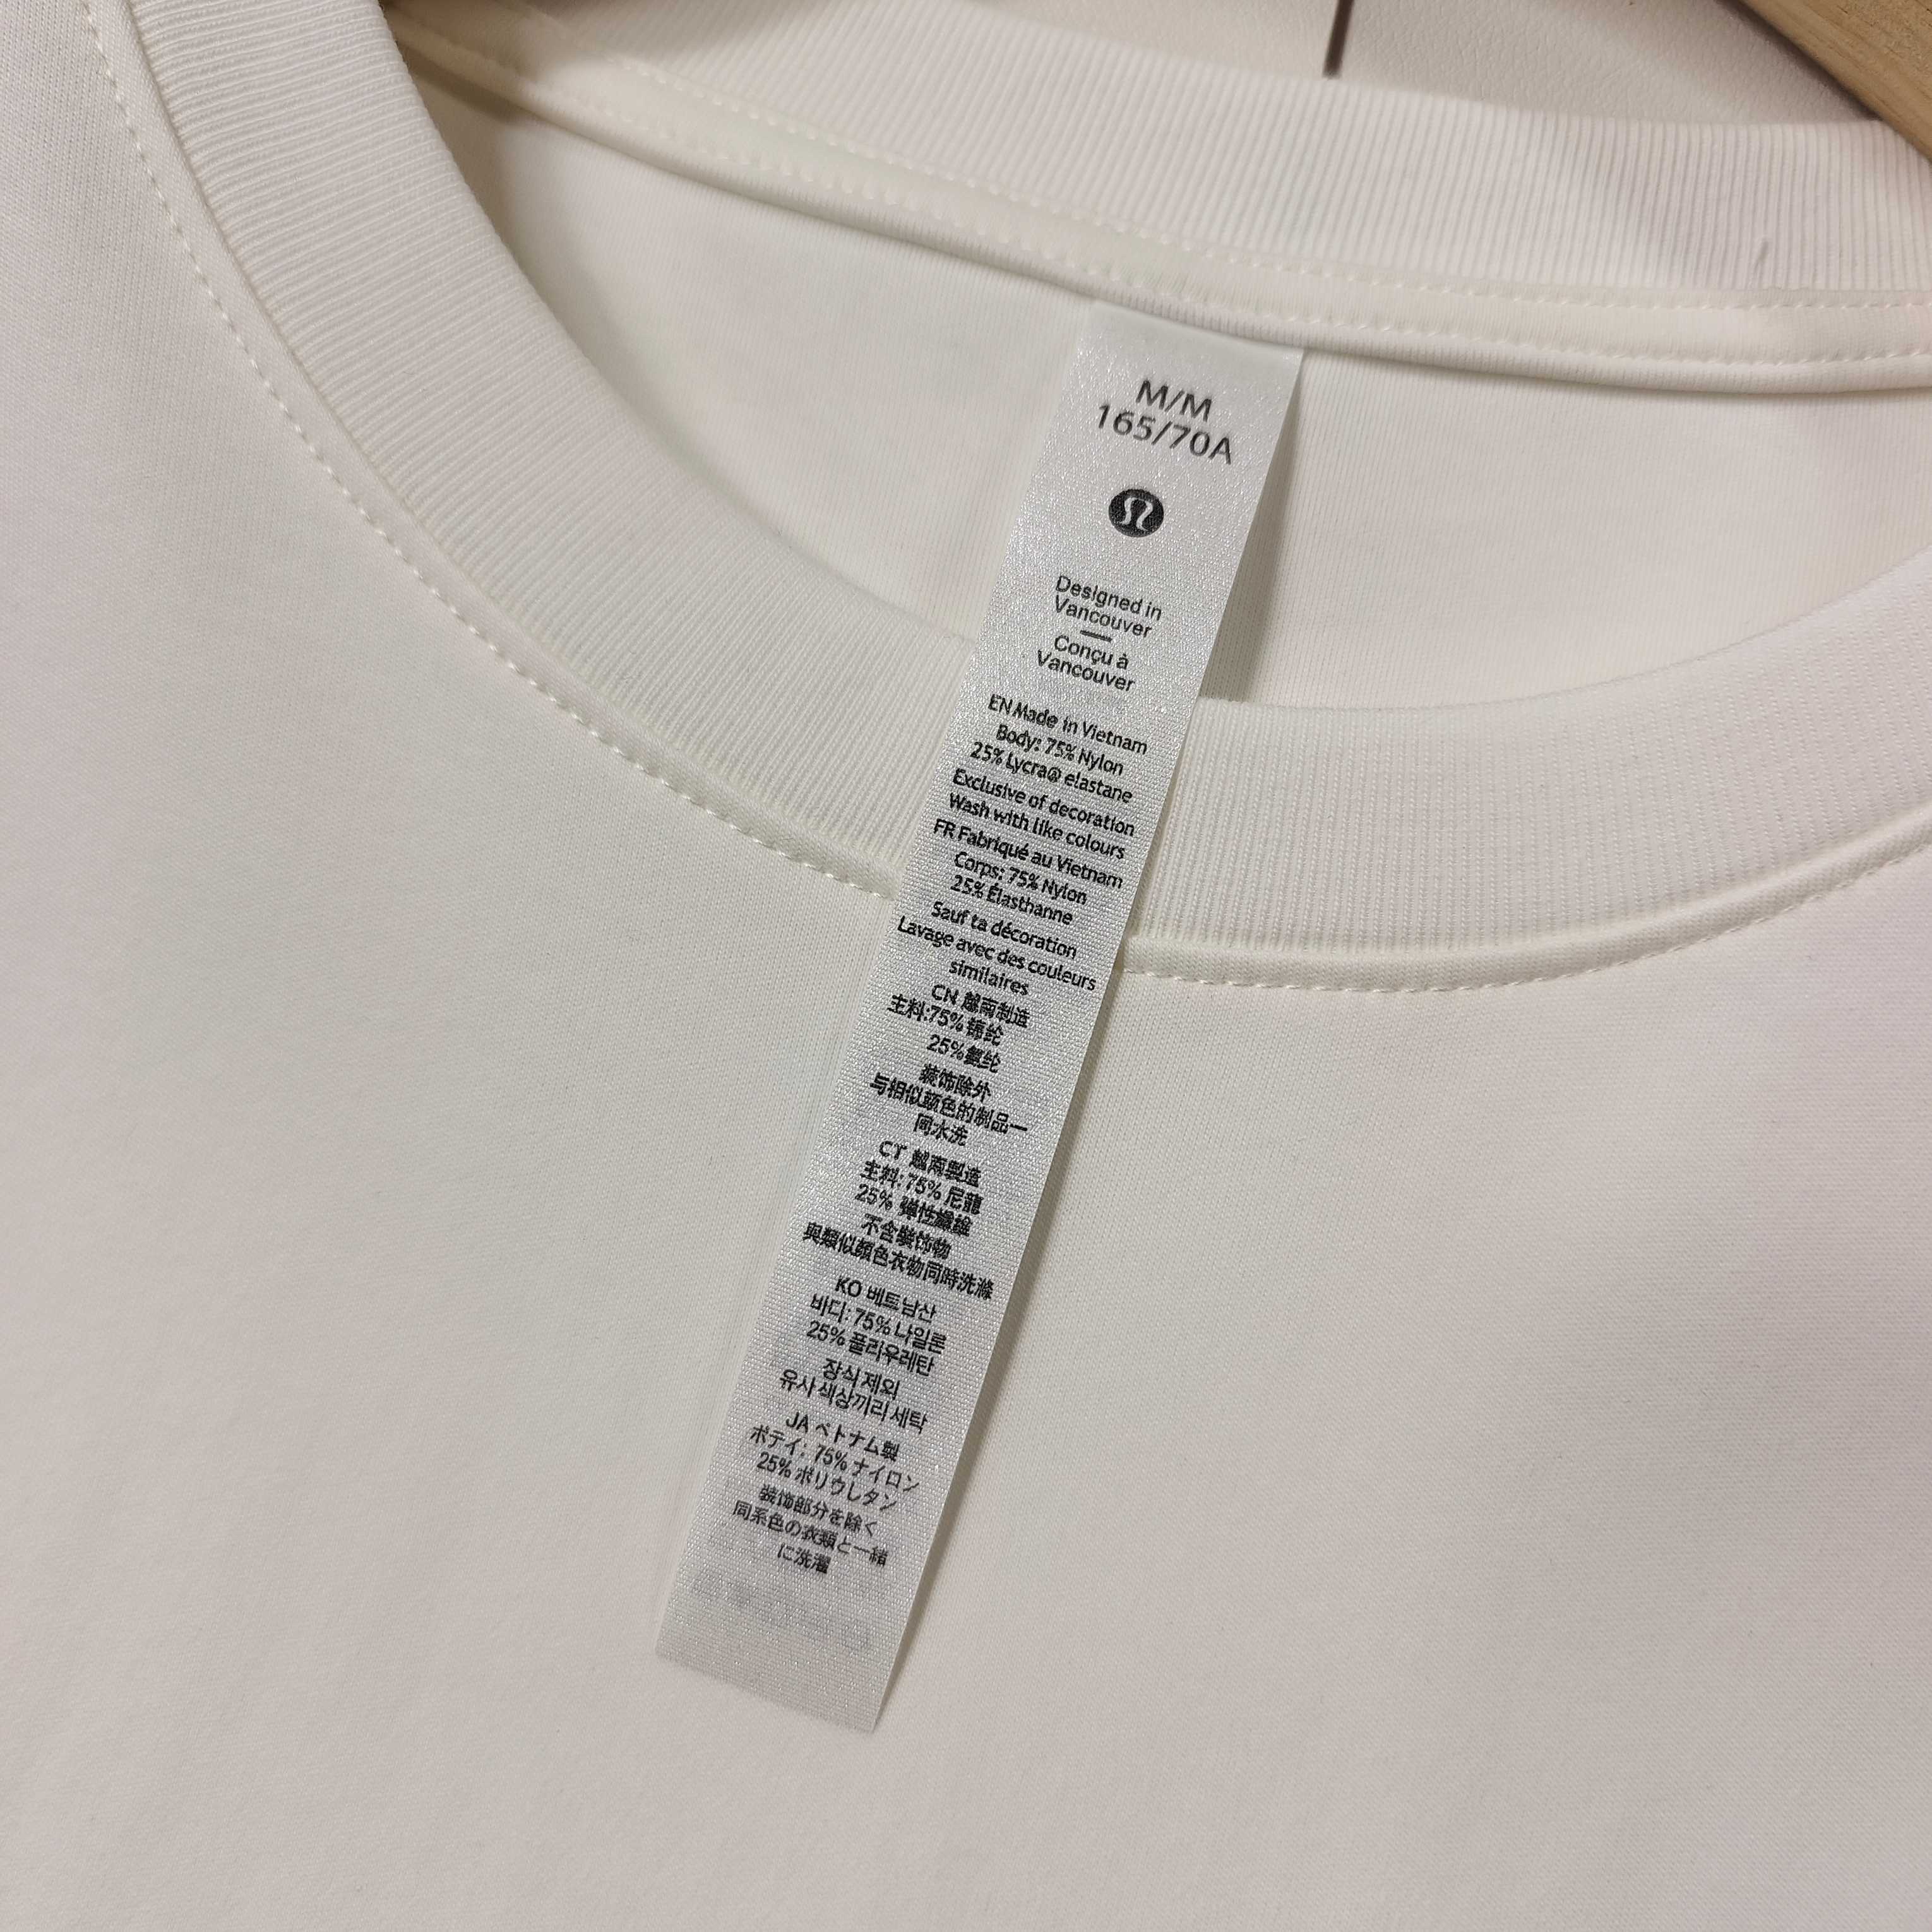 M/M
165/70A
Designed in
Vancouver
Conçu à
Vancouver
EN Made in Vietnam
Body: 75% Nylon
25% Lycra® elastane
Exclusive of decoration
Wash with like colours
FR Fabriqué au Vietnam
Corps: 75% Nylon
25% Élasthanne
Sauf ta décoration
Lavage avec des couleurs
similaires
CN 越南制造
主料:75% 锦纶
25%氨纶
装饰除外
与相似颜色的制品一
同水洗
CT 越南製造
主料: 75% 尼龍
25% 弹性纖維
不含裝饰物
與類似顏色衣物同時洗滌
KO 베트남산
바디: 75% 나일론
25% 폴리우레탄
장식 제외
유사 색상끼리 세탁
JA ベトナム製
ボディ: 75% ナイロン
25% ポリウレタン
装飾部分を除く
同系色の衣類と一緒
に洗濯